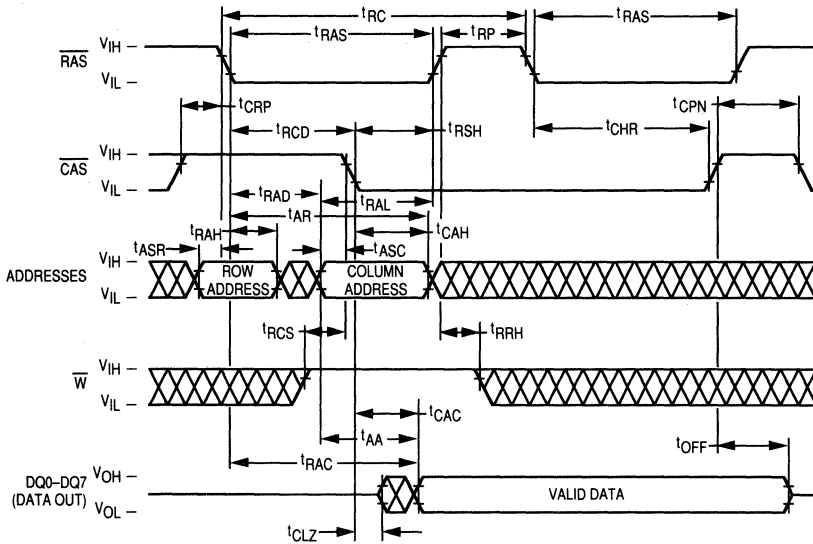 tRC
tRAS
tRP
tRAS
RAS
VIH
VIL
tCRP
tRCD
tRSH
tCHR
tCPN
CAS
VIH
VIL
tRAD
tRAL
tAR
tRAH
tCAH
tASR
tASC
ADDRESSES
VIH
VIL
ROW ADDRESS
COLUMN ADDRESS
tRCS
tRRH
W
VIH
VIL
tCAC
tAA
tOFF
tRAC
DQ0–DQ7
(DATA OUT)
VOH
VOL
VALID DATA
tCLZ